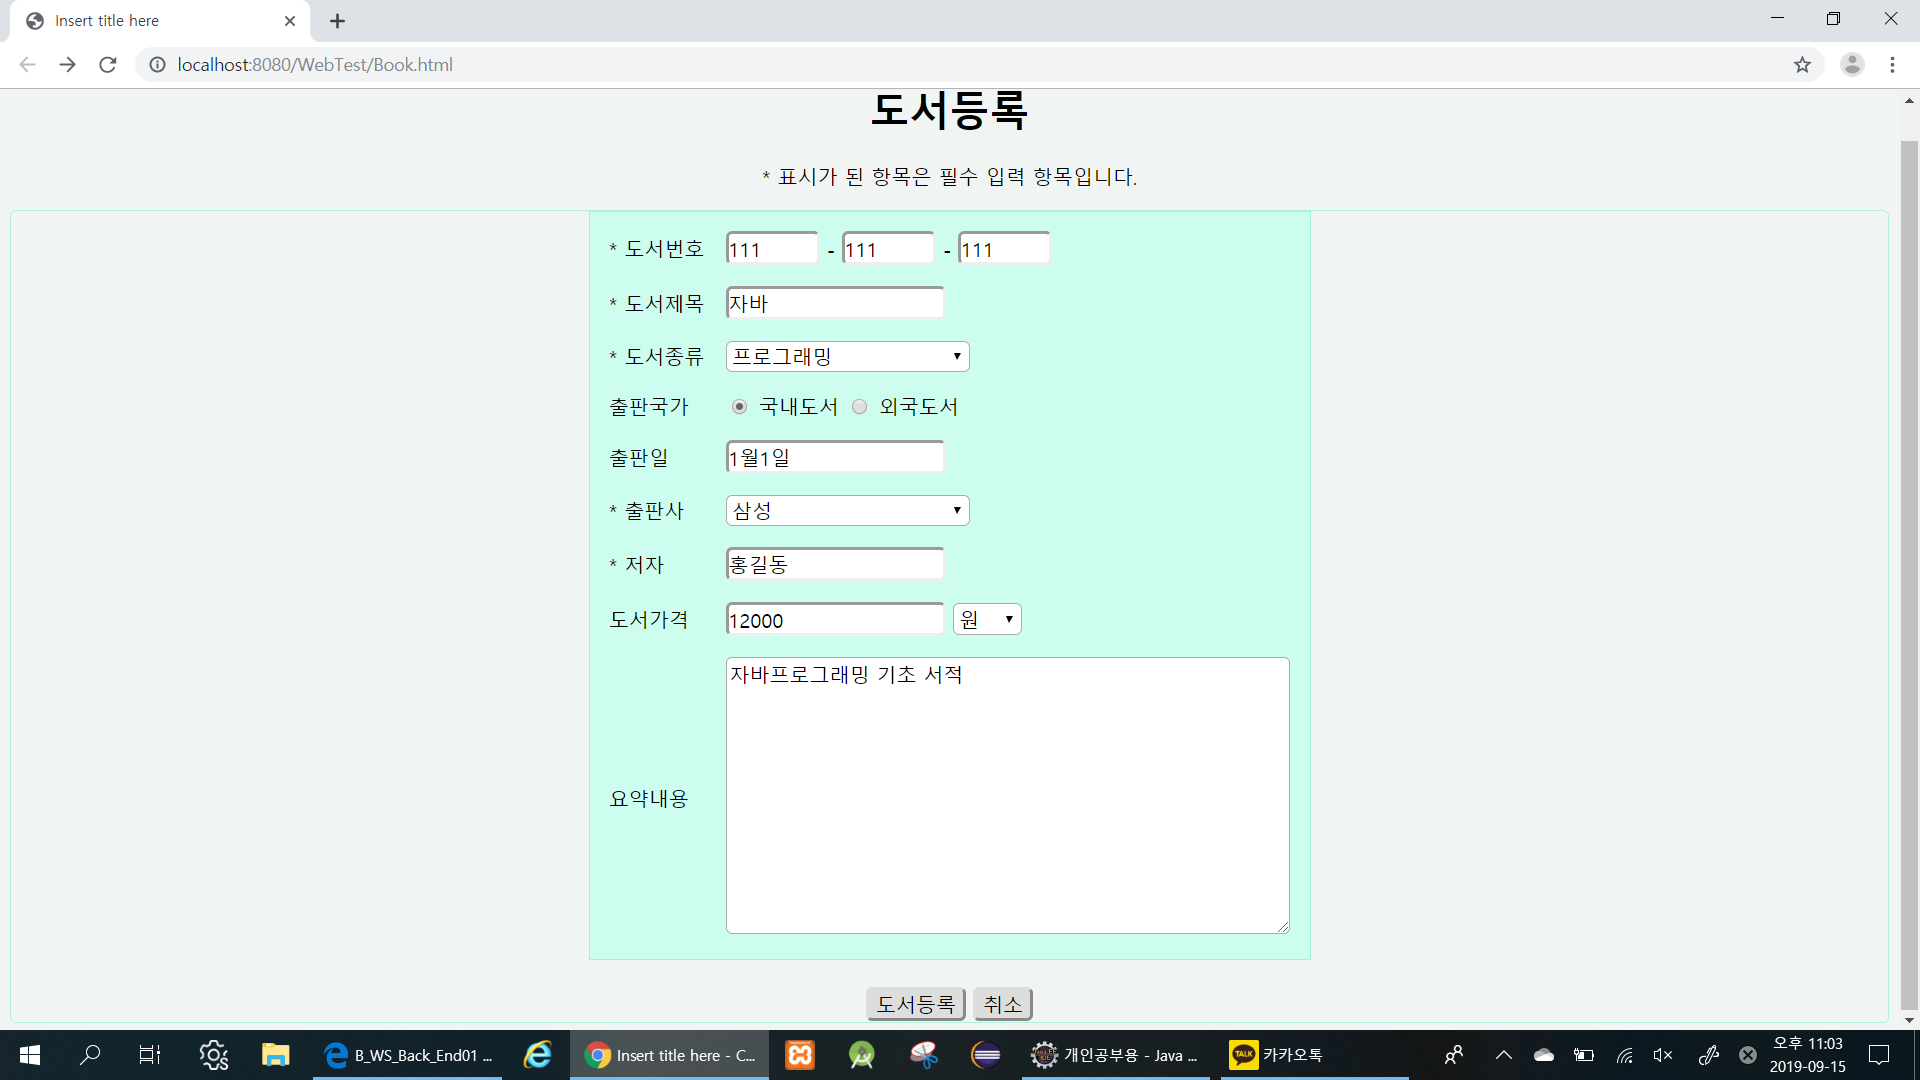 Insert title here
localhost:8080/WebTest/Book.html
도서등록
* 표시가 된 항목은 필수 입력 항목입니다.
* 도서번호 111 - 111 - 111
* 도서제목 자바
* 도서종류 프로그래밍
출판국가 국내도서 외국도서
출판일 1월1일
* 출판사 삼성
* 저자 홍길동
도서가격 12000 원
자바프로그래밍 기초 서적
요약내용
도서등록 취소
B_WS_Back_End01 ... Insert title here - C... 개인공부용 - Java ... TALK 카카오톡 오후 11:03
2019-09-15